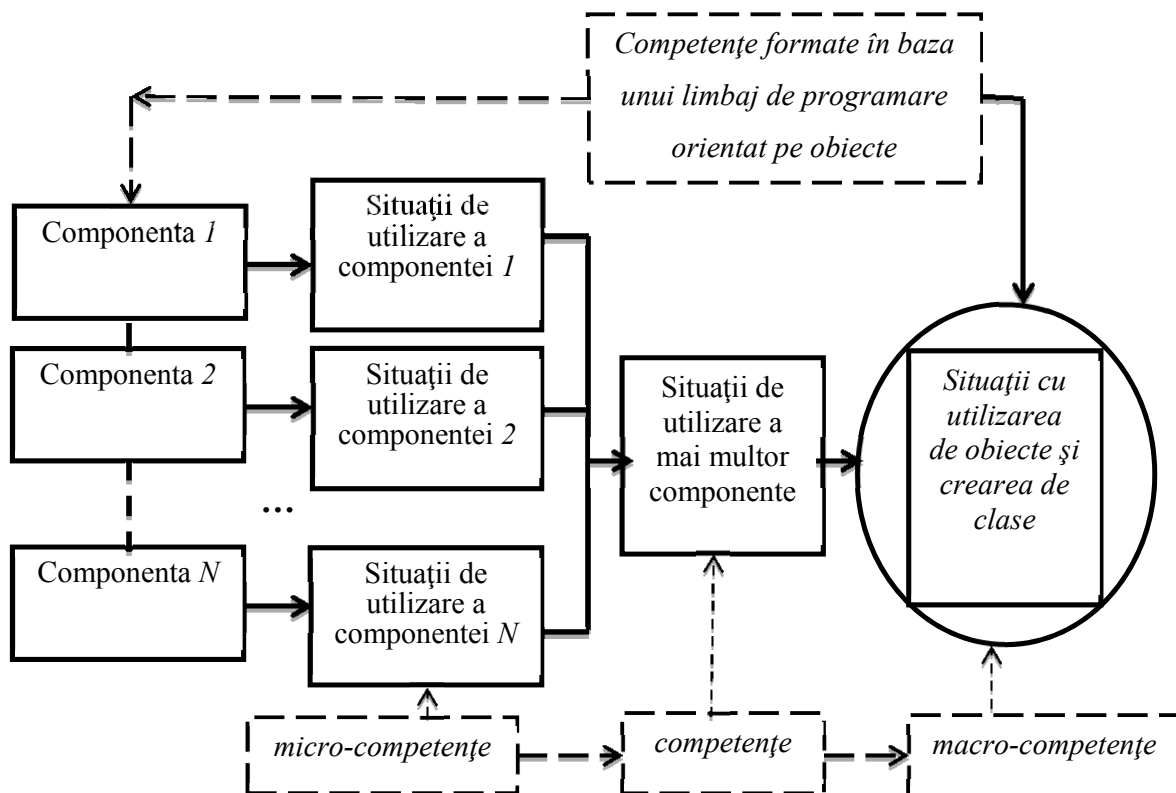 Competenţe formate în baza
unui limbaj de programare
orientat pe obiecte
Componenta 1
Situaţii de
utilizare a
componentei 1
Componenta 2
Situaţii de
utilizare a
componentei 2
...
Componenta N
Situaţii de
utilizare a
componentei N
Situaţii de
utilizare a
mai multor
componente
Situaţii cu
utilizarea
de obiecte şi
crearea de
clase
micro-competenţe
competenţe
macro-competenţe